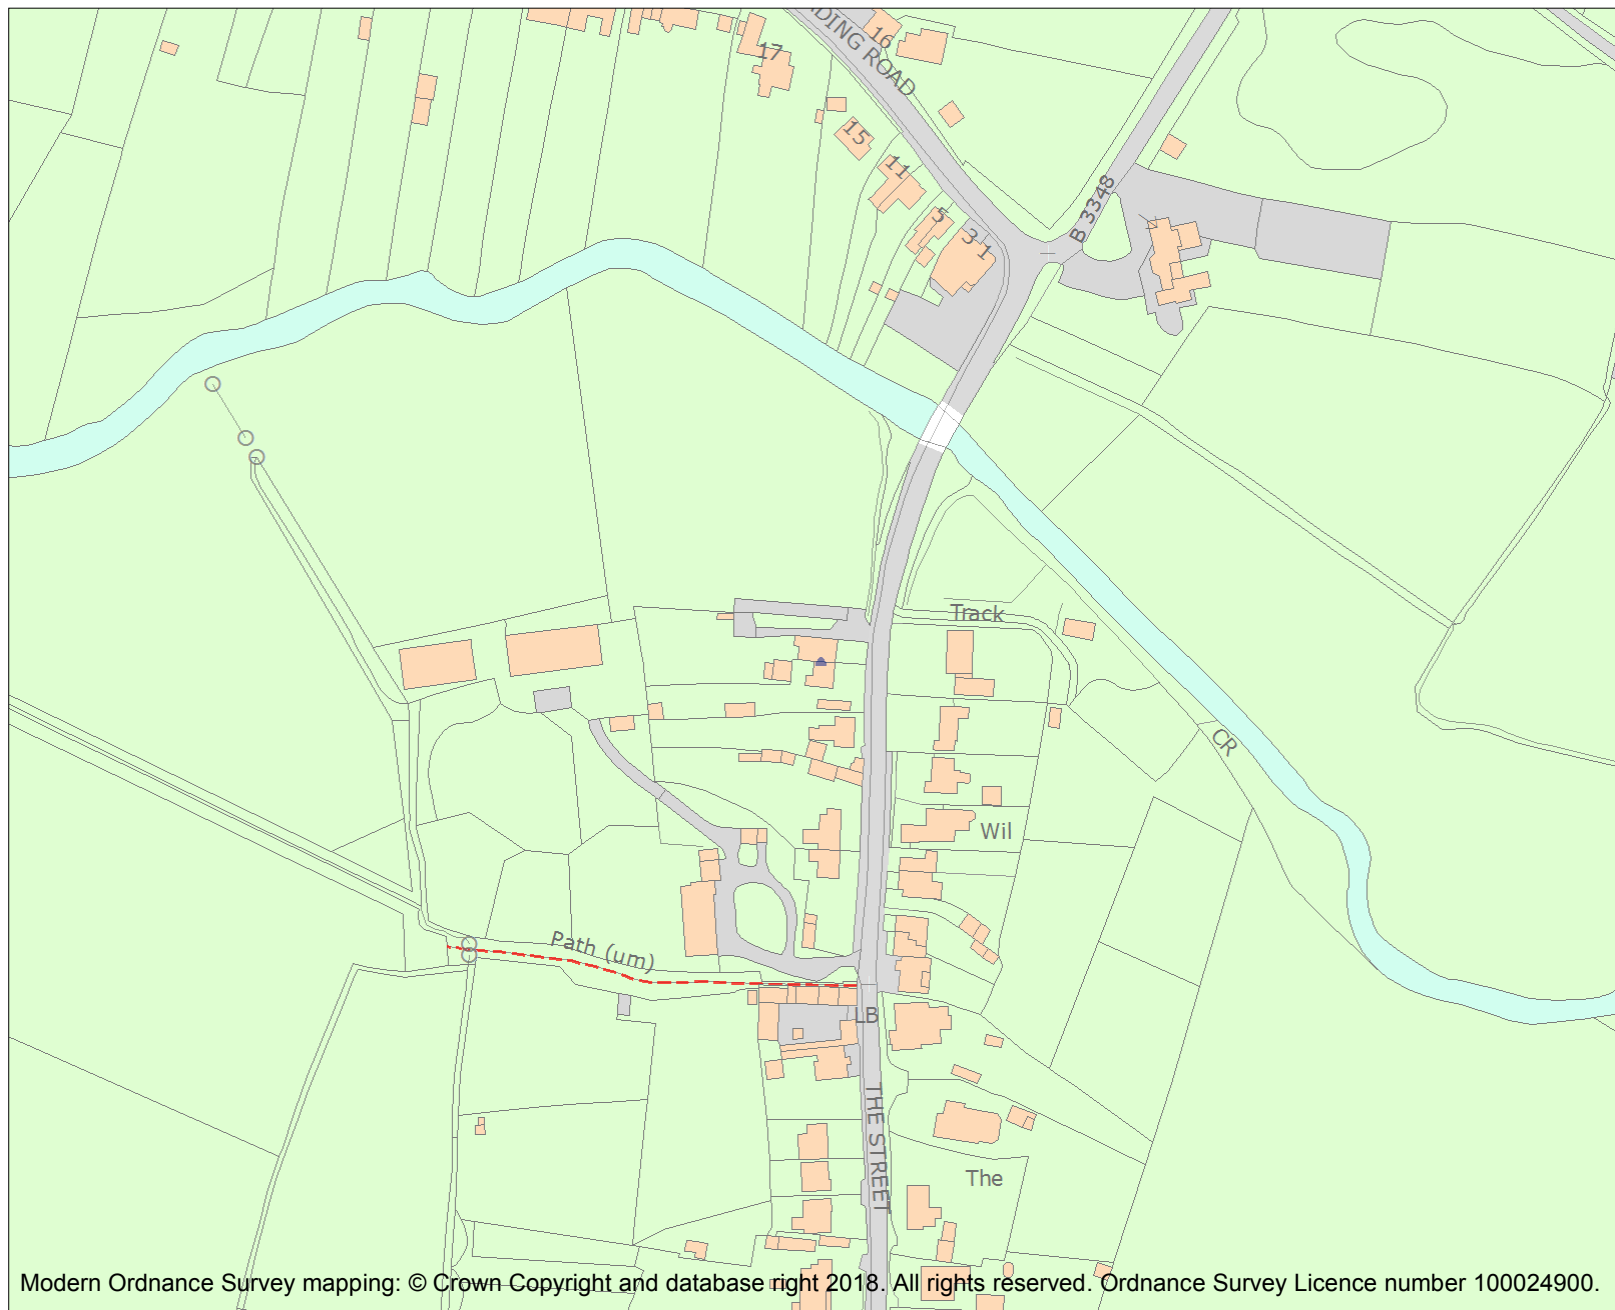 DING ROAD
16
17
15
11
5
3 1
B 3348
Track
CR
Wil
Path (um)
LB
THE STREET
The
Modern Ordnance Survey mapping: © Crown Copyright and database right 2018. All rights reserved. Ordnance Survey Licence number 100024900.